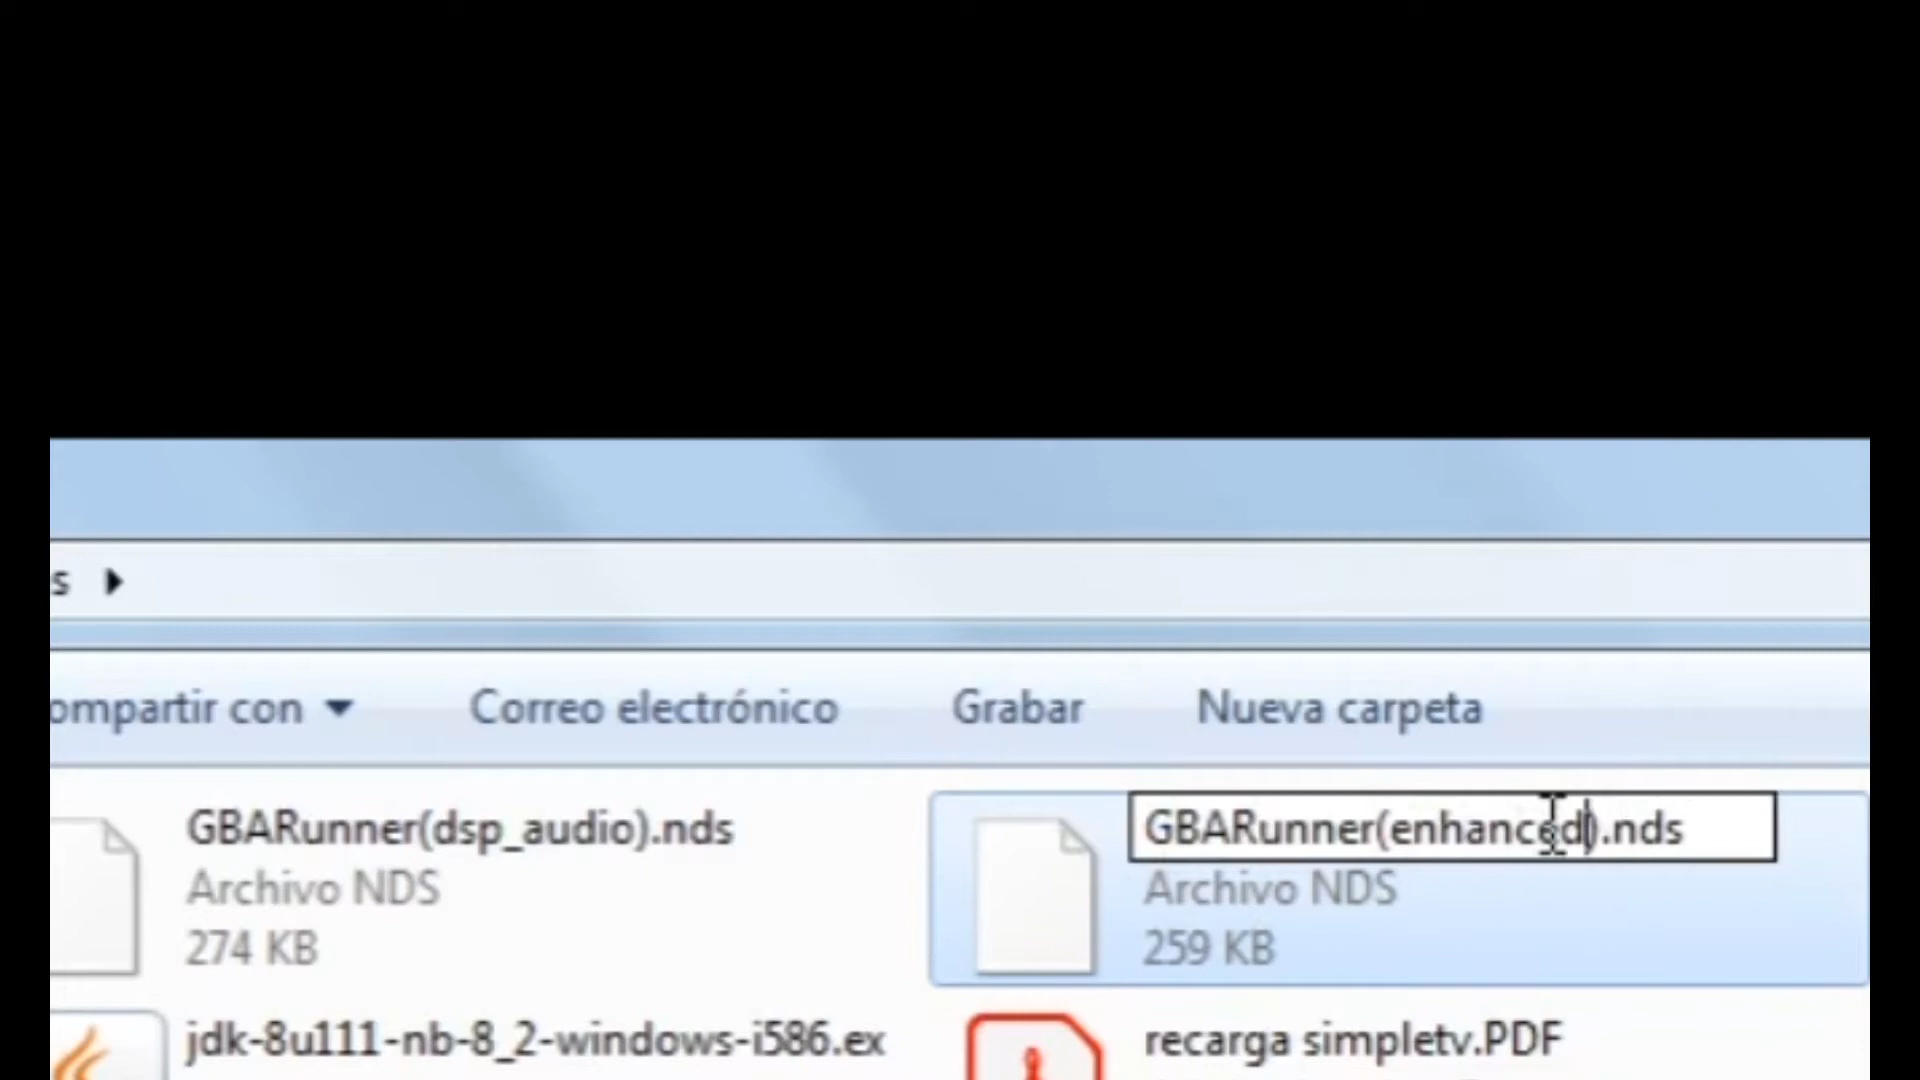 s
ompartir con
Correo electrónico
Grabar
Nueva carpeta
GBARunner(dsp_audio).nds
Archivo NDS
274 KB
GBARunner(enhanced).nds
Archivo NDS
259 KB
jdk-8u111-nb-8_2-windows-i586.ex
recarga simpletv.PDF